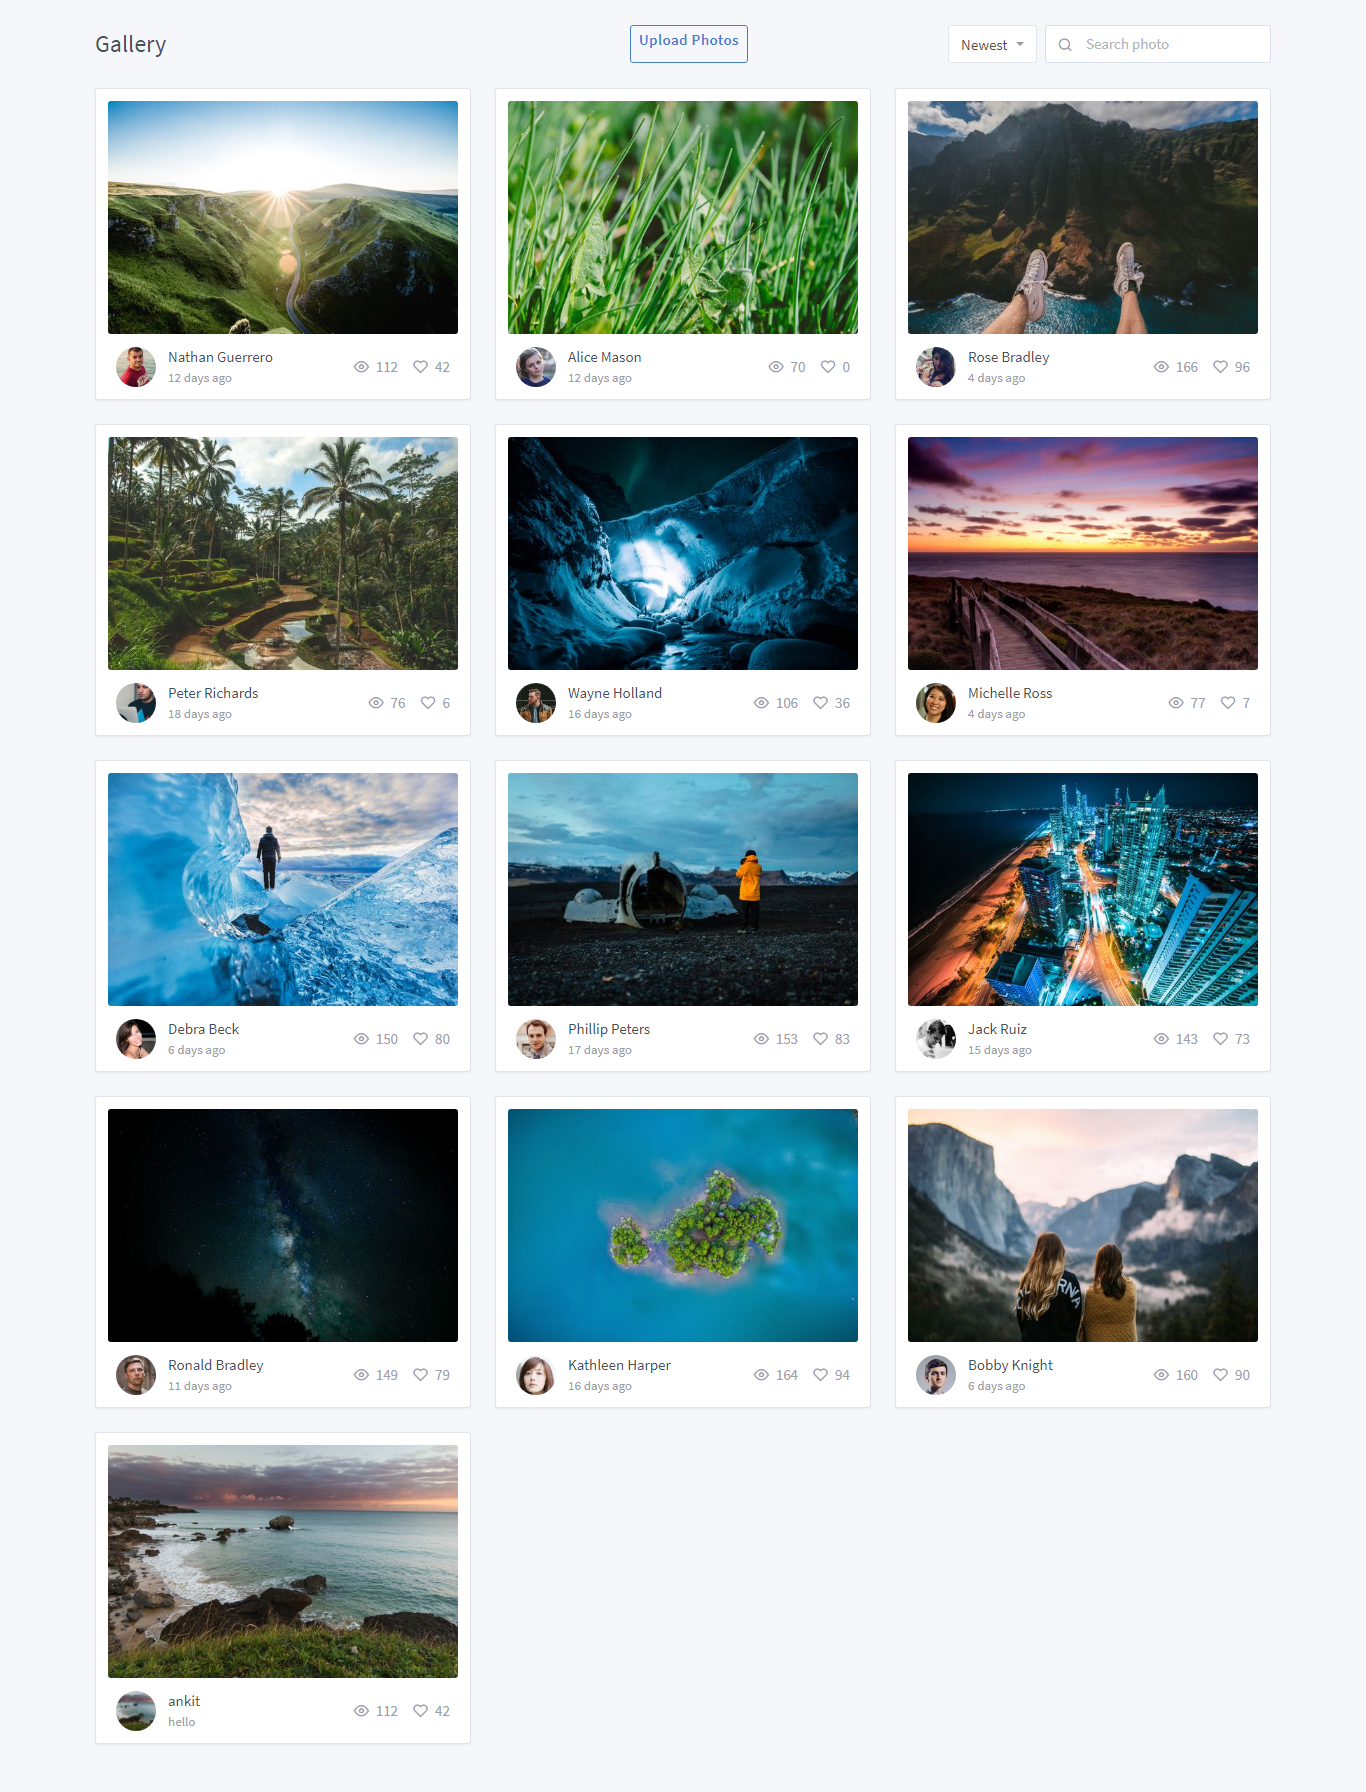 Gallery
Upload Photos
Newest
Search photo
Nathan Guerrero
12 days ago
112 42
Alice Mason
12 days ago
70 0
Rose Bradley
4 days ago
166 96
Peter Richards
18 days ago
76 6
Wayne Holland
16 days ago
106 36
Michelle Ross
4 days ago
77 7
Debra Beck
6 days ago
150 80
Phillip Peters
17 days ago
153 83
Jack Ruiz
15 days ago
143 73
Ronald Bradley
11 days ago
149 79
Kathleen Harper
16 days ago
164 94
Bobby Knight
6 days ago
160 90
ankit
hello
112 42